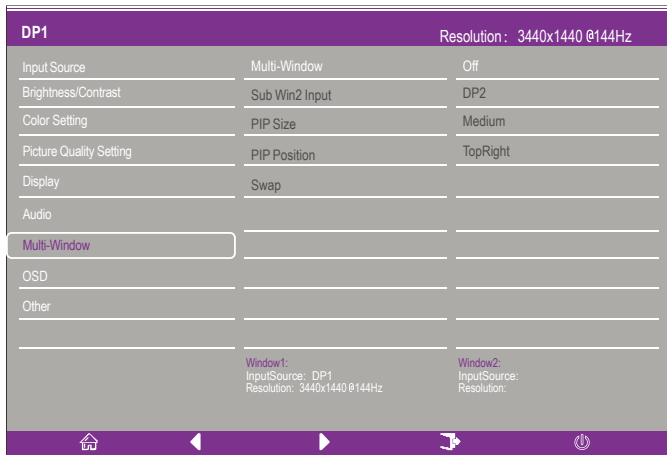 DP1
Resolution : 3440x1440 @144Hz
Input Source Multi-Window Off
Brightness/Contrast Sub Win2 Input DP2
Color Setting PIP Size Medium
Picture Quality Setting PIP Position TopRight
Display Swap
Audio
Multi-Window
OSD
Other
Window1:
InputSource: DP1
Resolution: 3440x1440 @144Hz
Window2:
InputSource:
Resolution: